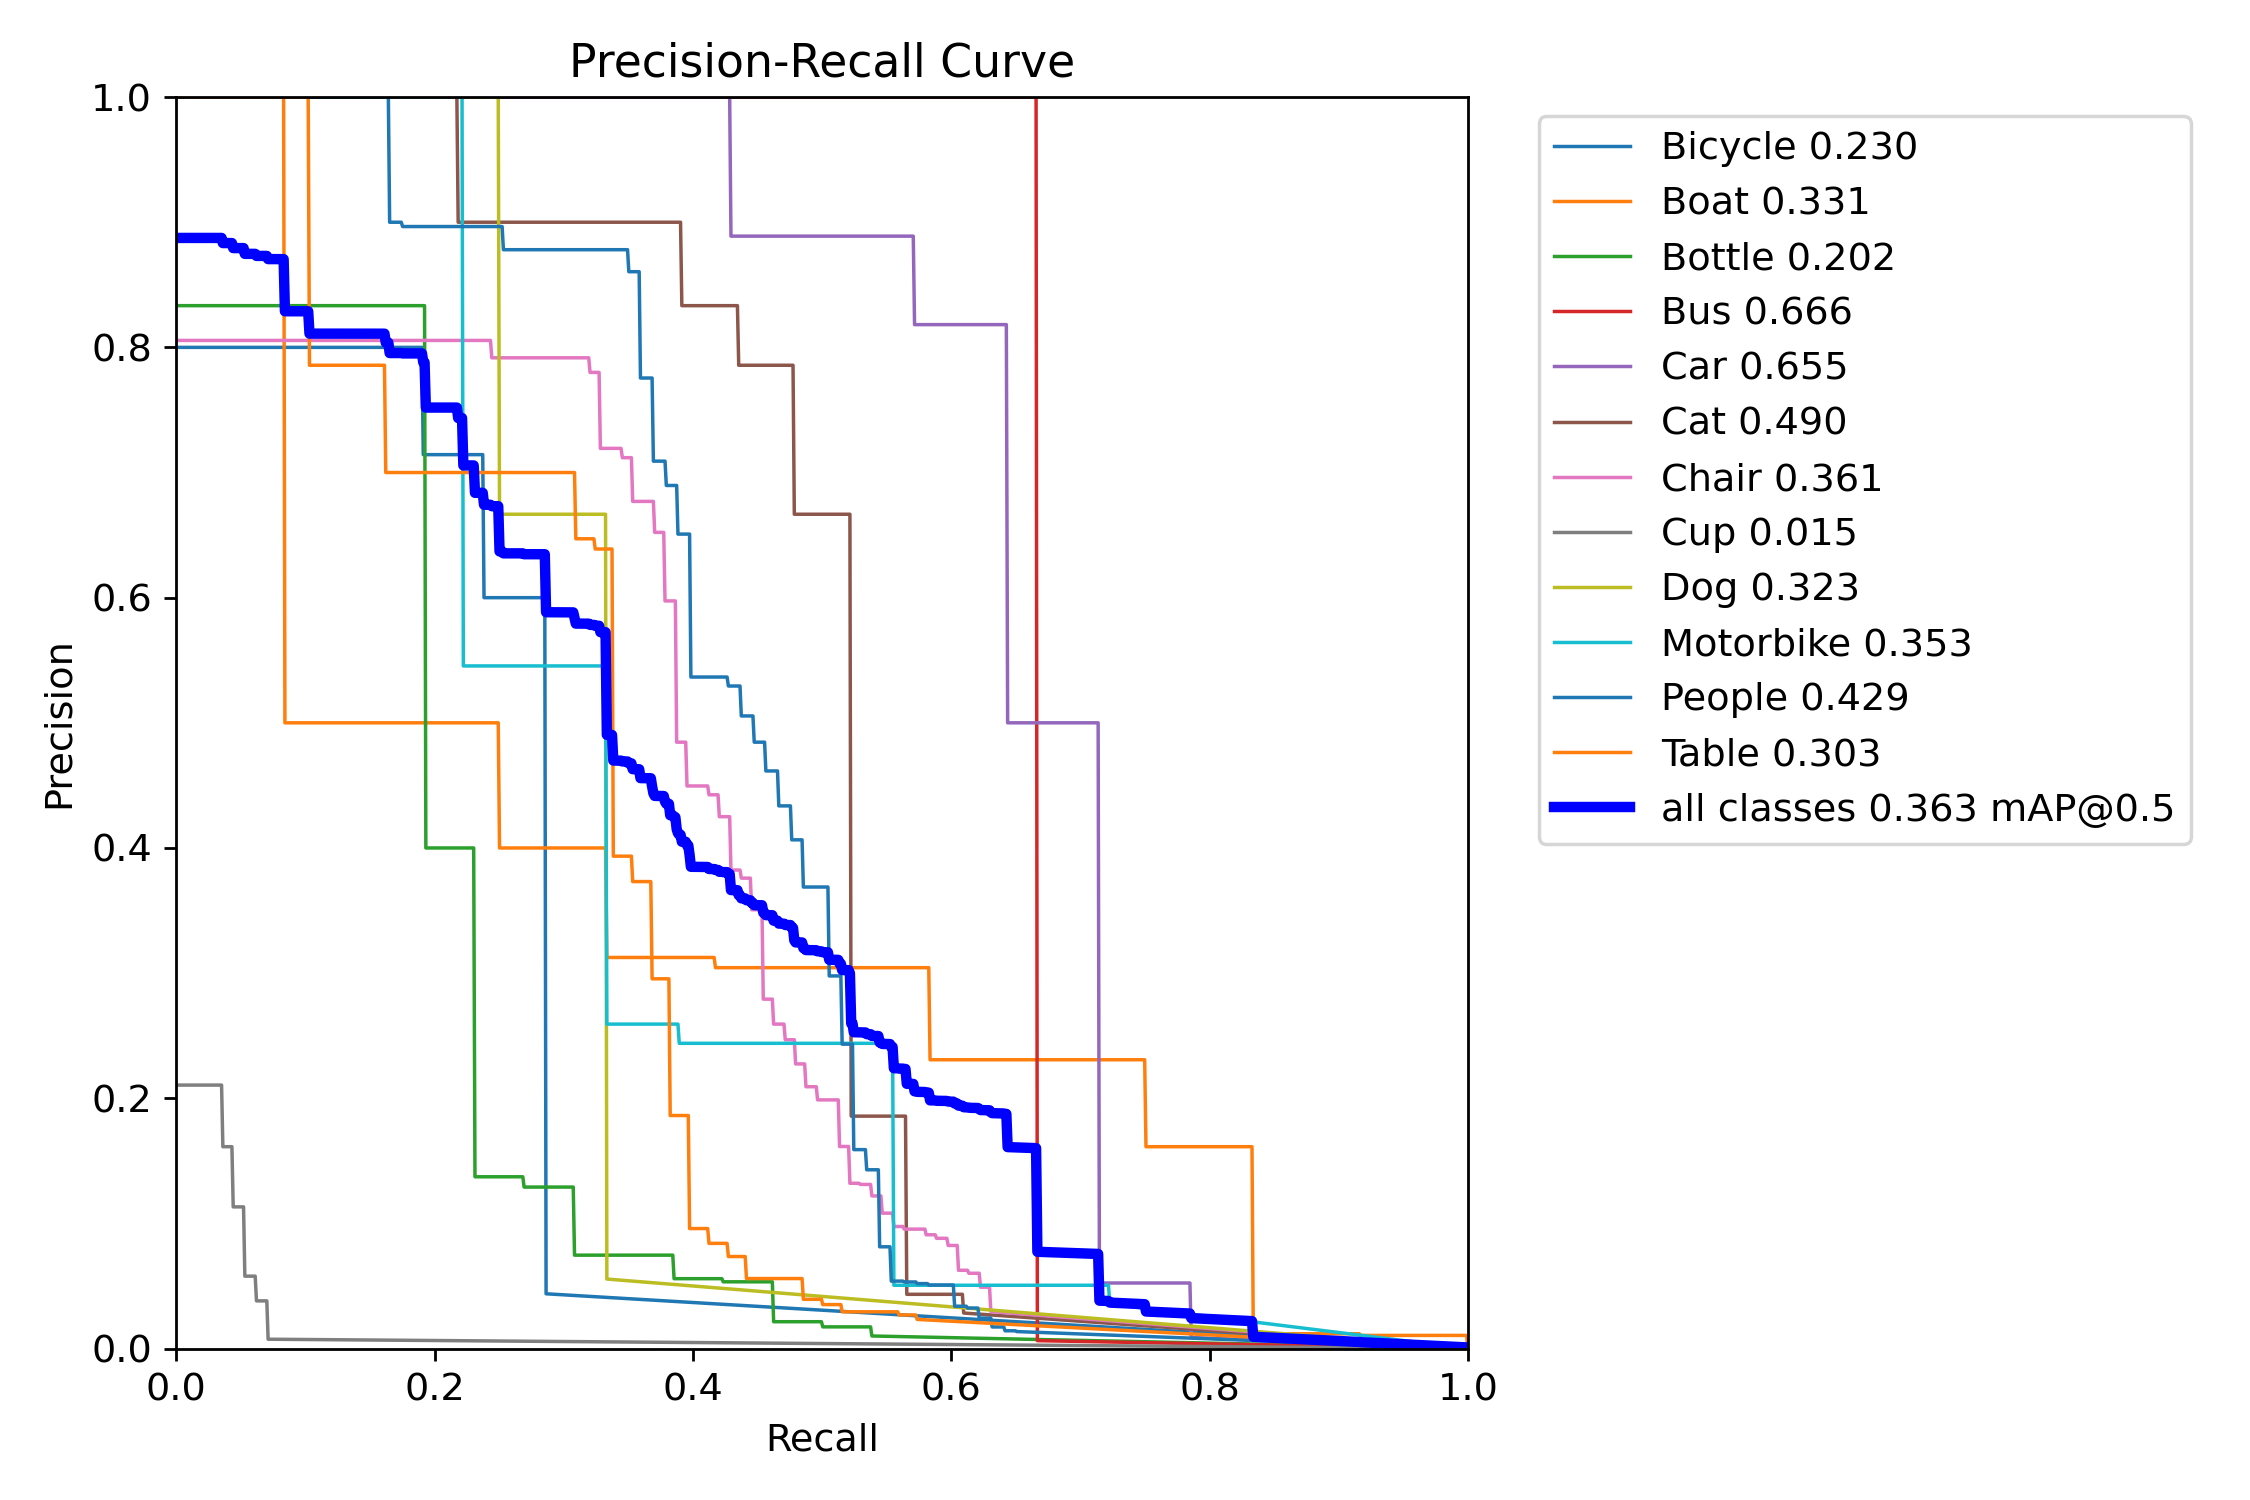 Precision-Recall Curve
1.0
0.8
0.6
0.4
0.2
0.0
Precision
0.0 0.2 0.4 0.6 0.8 1.0
Recall
Bicycle 0.230
Boat 0.331
Bottle 0.202
Bus 0.666
Car 0.655
Cat 0.490
Chair 0.361
Cup 0.015
Dog 0.323
Motorbike 0.353
People 0.429
Table 0.303
all classes 0.363 mAP@0.5